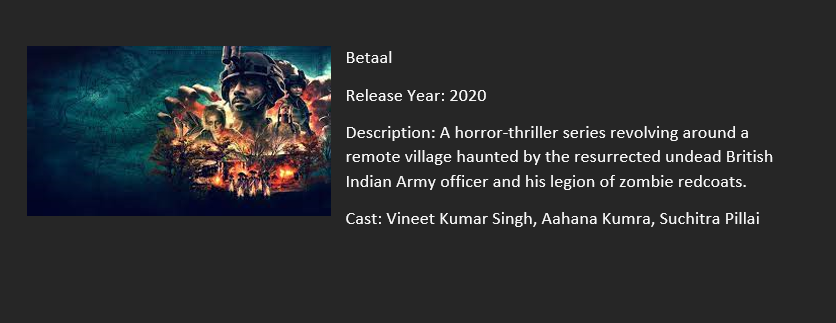 Betaal
Release Year: 2020
Description: A horror-thriller series revolving around a
remote village haunted by the resurrected undead British
Indian Army officer and his legion of zombie redcoats.
Cast: Vineet Kumar Singh, Aahana Kumra, Suchitra Pillai